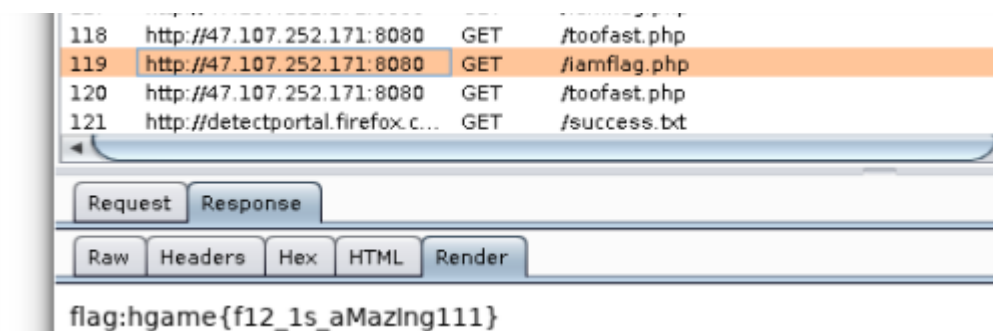 118 http://47.107.252.171:8080 GET /toofast.php
119 http://47.107.252.171:8080 GET /iamflag.php
120 http://47.107.252.171:8080 GET /toofast.php
121 http://detectportal.firefox.c... GET /success.txt
Request Response
Raw Headers Hex HTML Render
flag:hgame{f12_1s_aMazIng111}